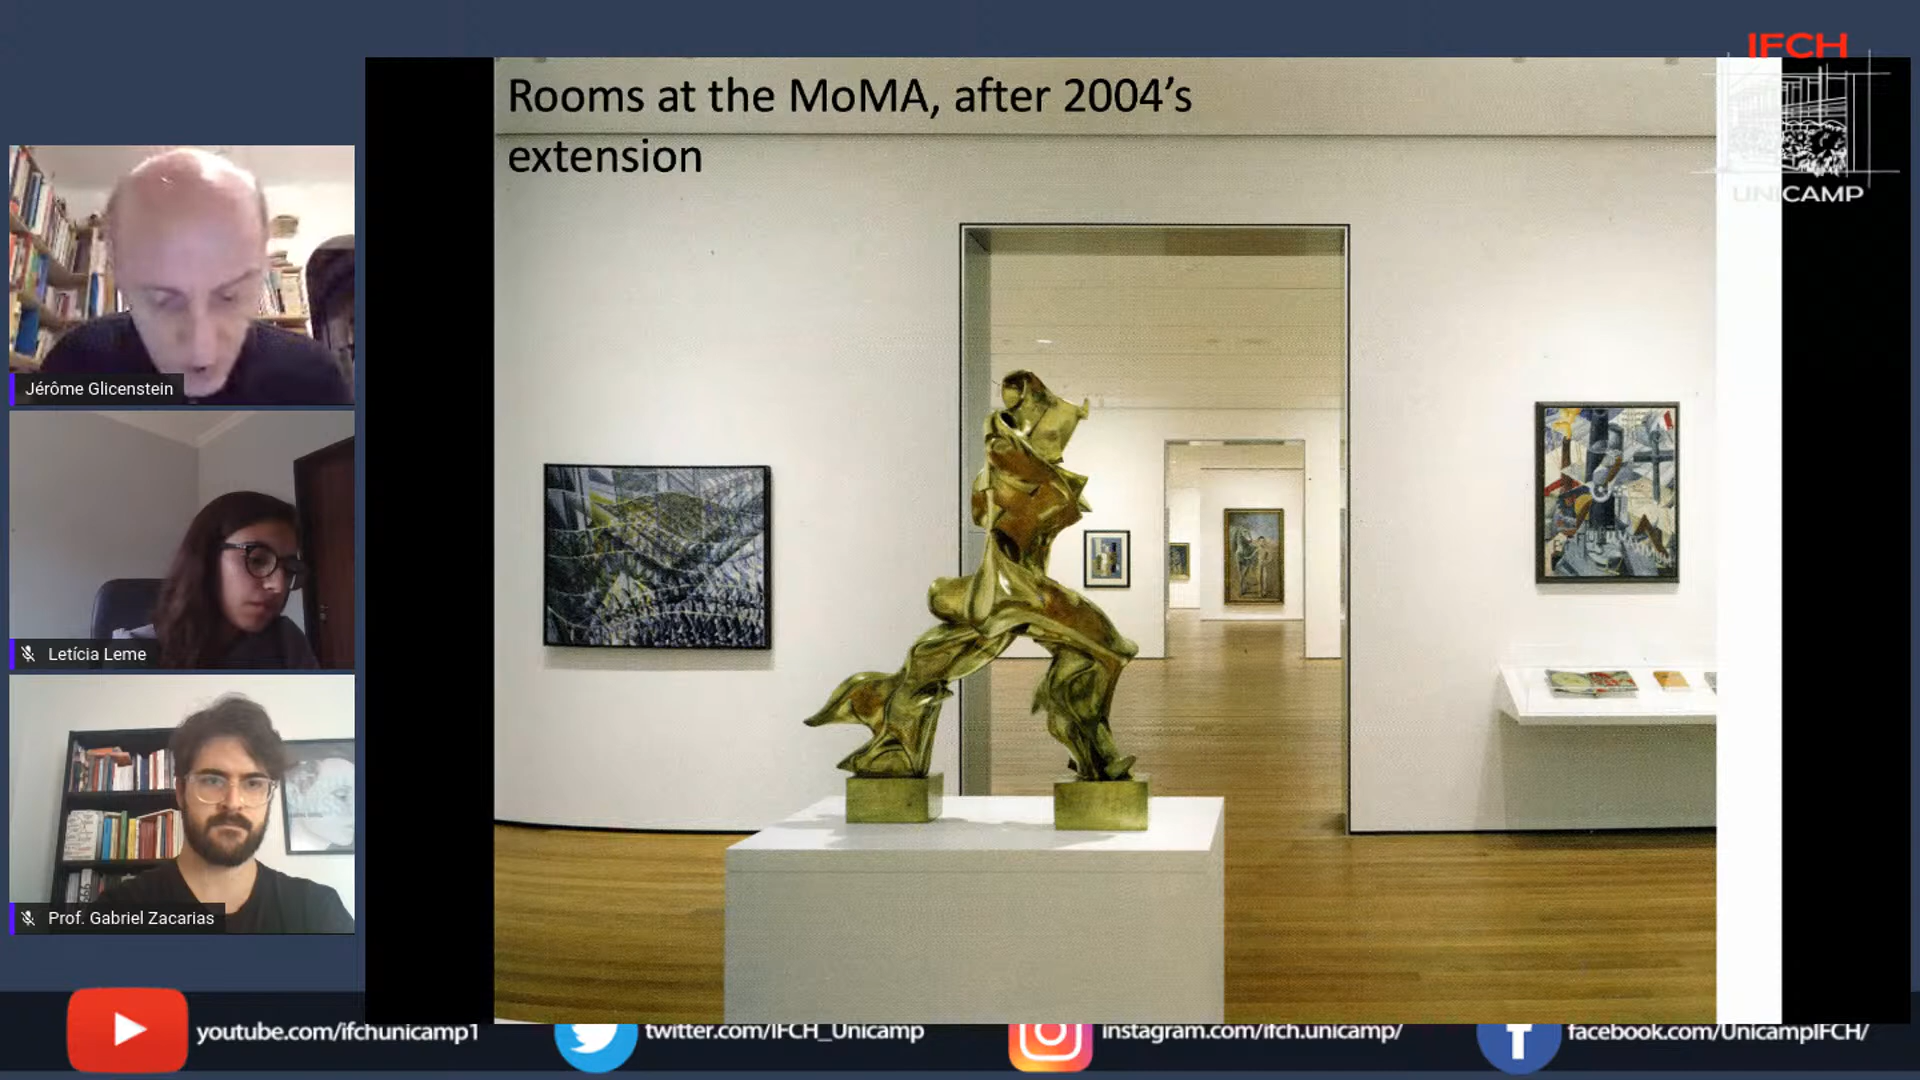 Rooms at the MoMA, after 2004’s
extension
IFCH
UNICAMP
Jérôme Glicenstein
Letícia Leme
Prof. Gabriel Zacarias
youtube.com/ifchunicamp1
twitter.com/IFCH_Unicamp
instagram.com/ifch.unicamp/
facebook.com/UnicampIFCH/